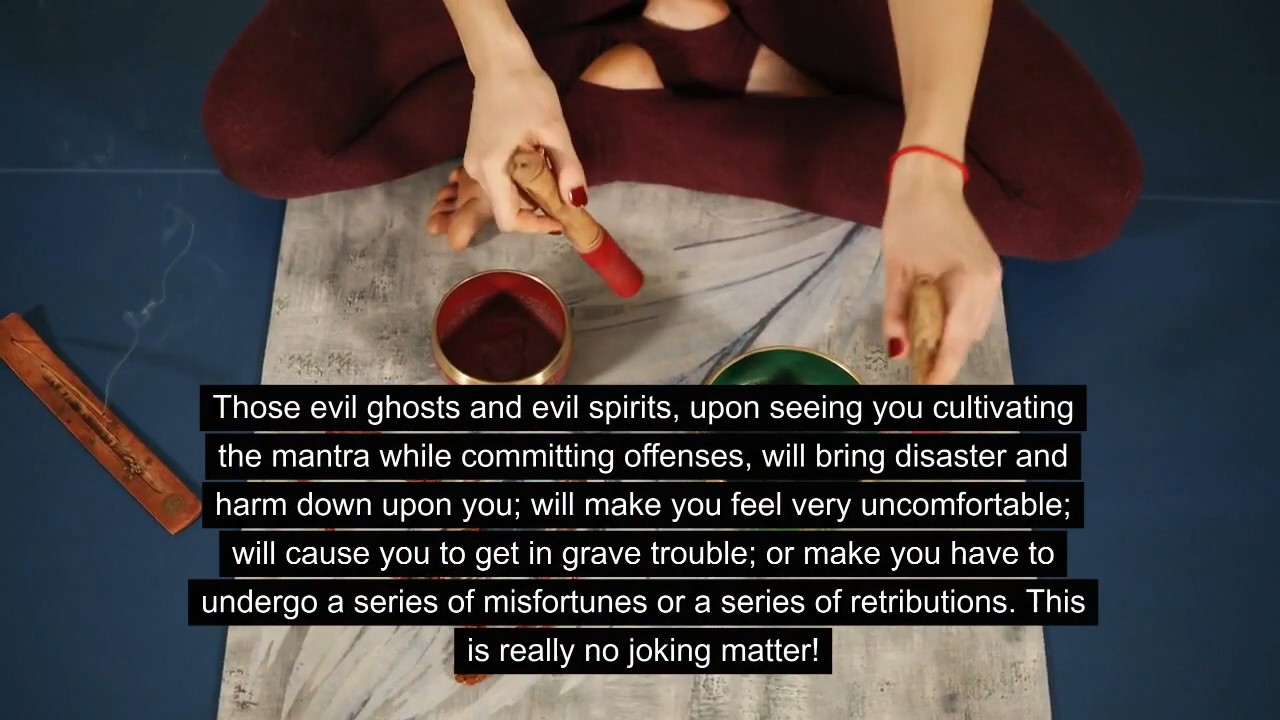 Those evil ghosts and evil spirits, upon seeing you cultivating
the mantra while committing offenses, will bring disaster and
harm down upon you; will make you feel very uncomfortable;
will cause you to get in grave trouble; or make you have to
undergo a series of misfortunes or a series of retributions. This
is really no joking matter!